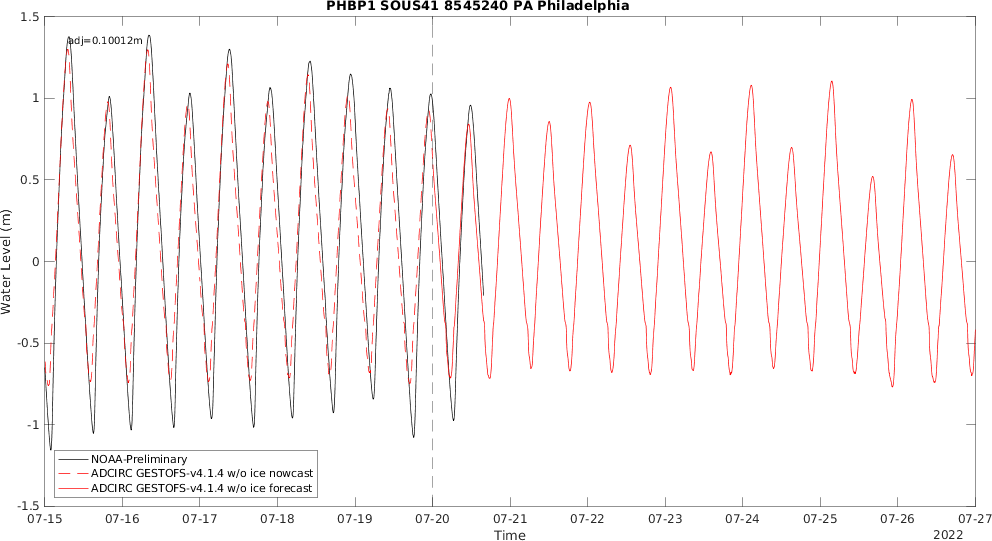 PHBP1 SOUS41 8545240 PA Philadelphia
adj=0.10012m
1.5
1
0.5
0
-0.5
-1
-1.5
Water Level (m)
NOAA-Preliminary
ADCIRC GESTOFS-v4.1.4 w/o ice nowcast
ADCIRC GESTOFS-v4.1.4 w/o ice forecast
07-15 07-16 07-17 07-18 07-19 07-20 07-21 07-22 07-23 07-24 07-25 07-26 07-27
Time
2022